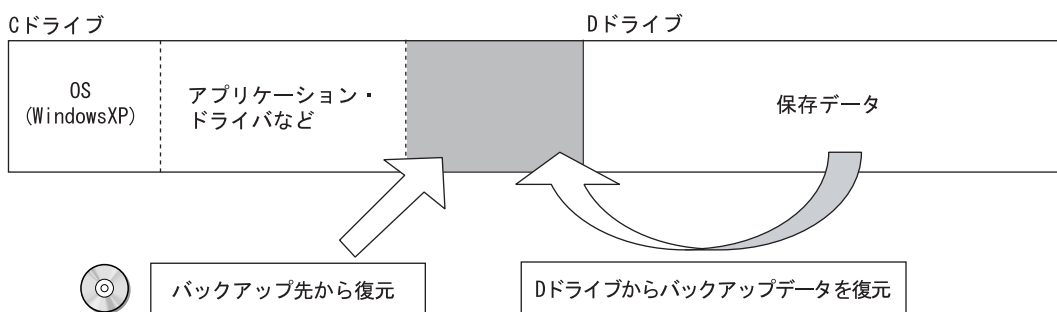 Cドライブ
Dドライブ
OS
(WindowsXP)
アプリケーション・
ドライバなど
保存データ
バックアップ先から復元
Dドライブからバックアップデータを復元